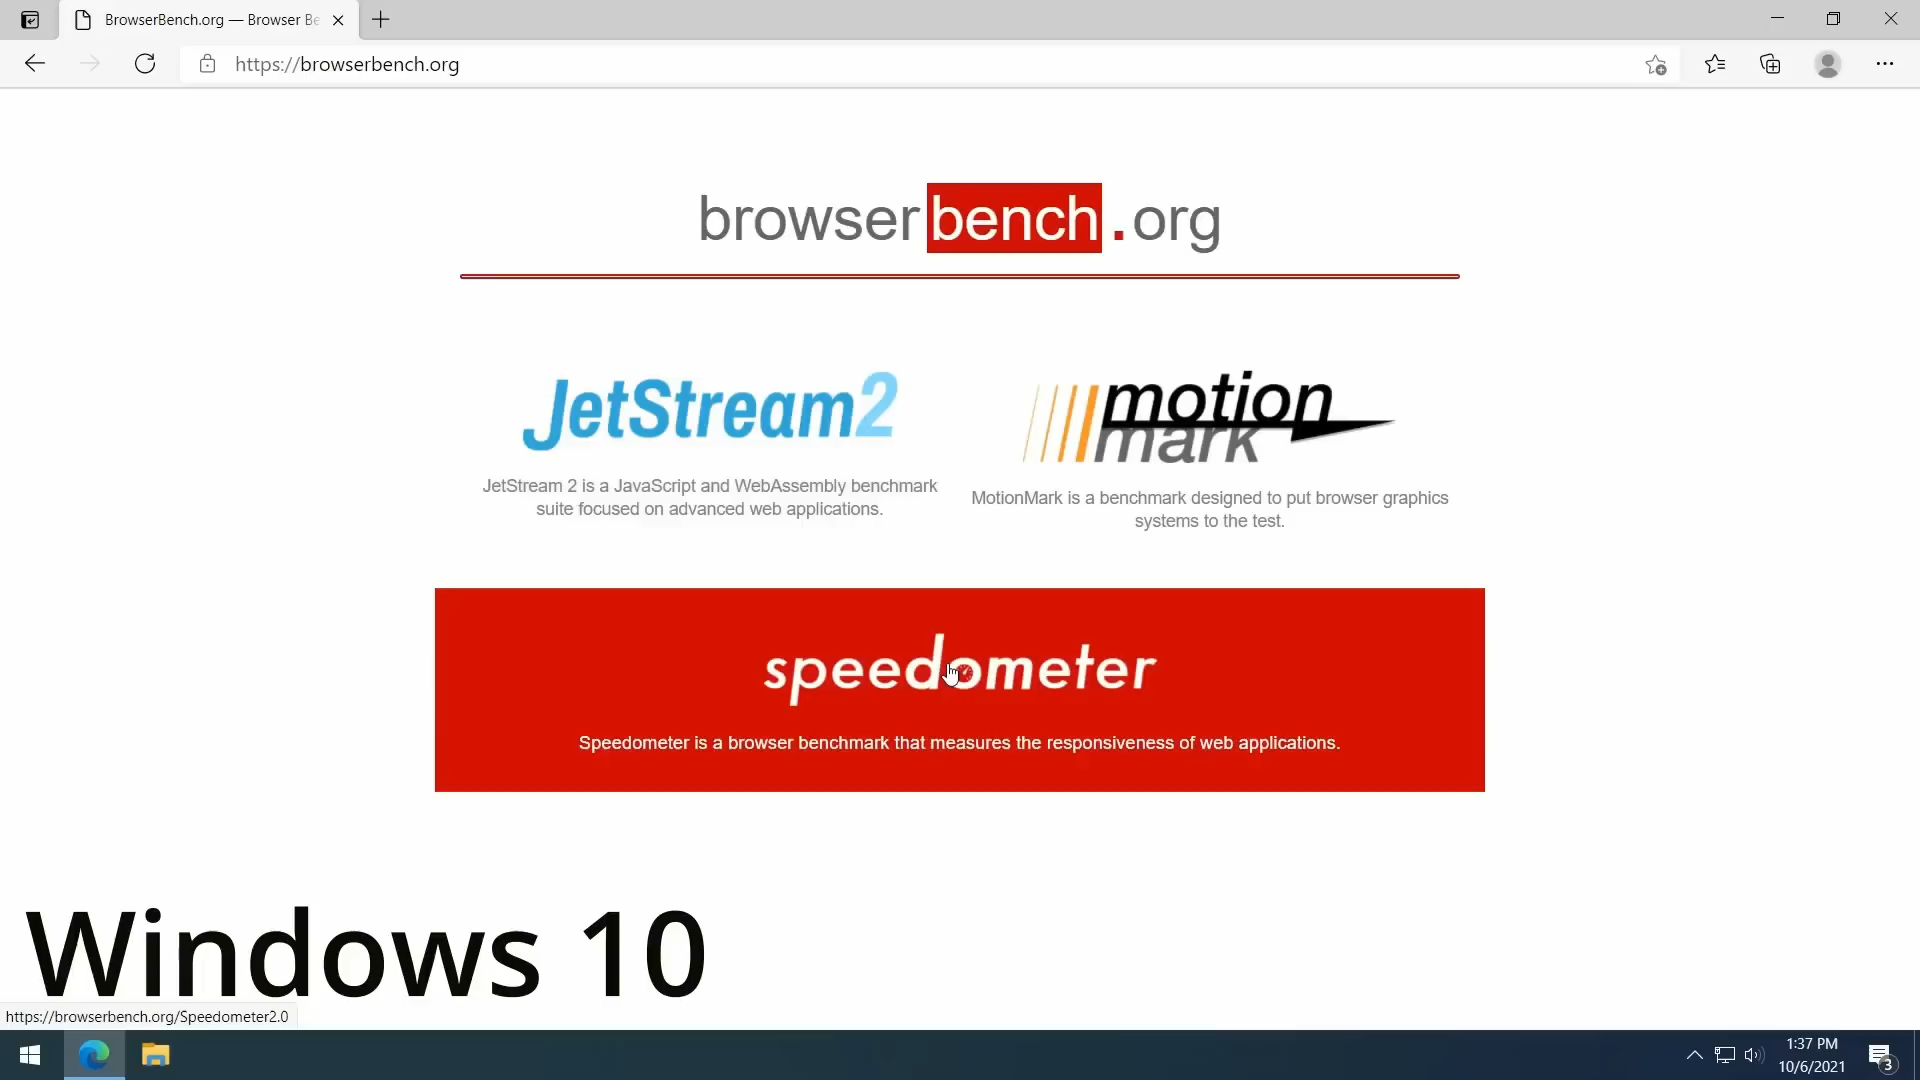 BrowserBench.org — Browser Be
https://browserbench.org
browserbench.org
JetStream2
JetStream 2 is a JavaScript and WebAssembly benchmark
suite focused on advanced web applications.
motion
mark
MotionMark is a benchmark designed to put browser graphics
systems to the test.
speedometer
Speedometer is a browser benchmark that measures the responsiveness of web applications.
Windows 10
https://browserbench.org/Speedometer2.0
1:37 PM
10/6/2021
3